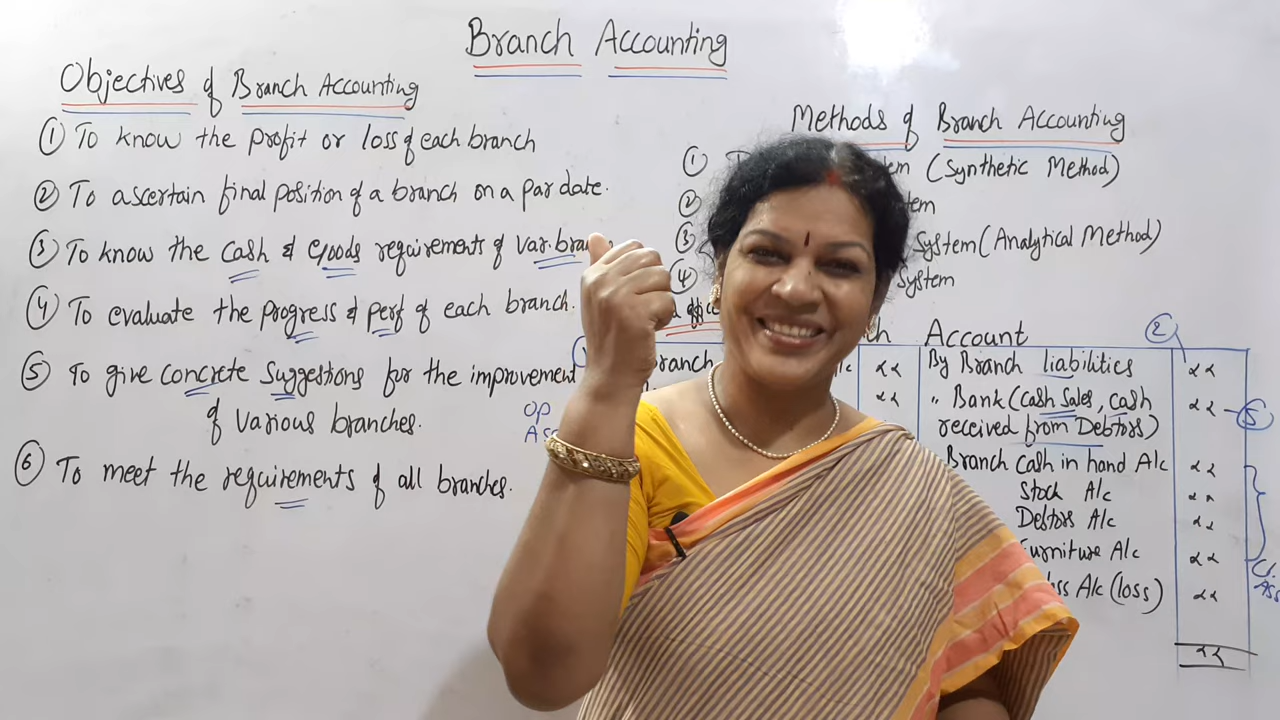 Branch Accounting
Objectives of Branch Accounting
① To know the profit or loss of each branch
② To ascertain final position of a branch on a par date.
③ To know the cash & Goods requirements of Var. bran
④ To evaluate the progress & perf of each branch.
⑤ To give concrete suggestions for the improvement
of various branches.
⑥ To meet the requirements of all branches.
Methods of Branch Accounting
① (Synthetic Method)
②
③ System (Analytical Method)
④ System
Account
②
By Branch liabilities
" Bank (cash sales, cash
received from Debtors)
⑤
Branch cash in hand A/c
Stock A/c
Debtors A/c
Furniture A/c
A/c (loss)
Op